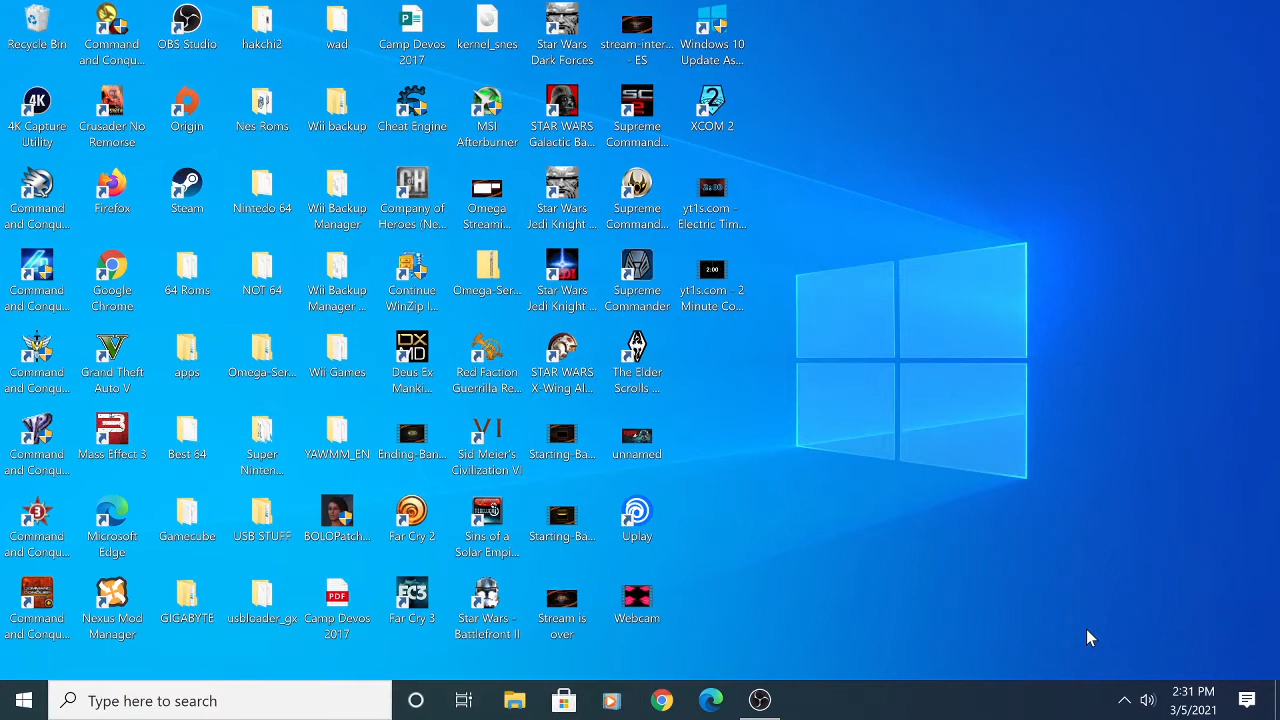 Recycle Bin
Command
and Conqu...
OBS Studio
hakchi2
wad
Camp Devos
2017
kernel_snes
Star Wars
Dark Forces
stream-inter...
- ES
Windows 10
Update As...
4K Capture
Utility
Crusader No
Remorse
Origin
Nes Roms
Wii backup
Cheat Engine
MSI
Afterburner
STAR WARS
Galactic Ba...
Supreme
Command...
XCOM 2
Command
and Conqu...
Firefox
Steam
Nintedo 64
Wii Backup
Manager
Company of
Heroes (Ne...
Omega
Streami...
Star Wars
Jedi Knight ...
Supreme
Command...
yt1s.com -
Electric Tim...
Command
and Conqu...
Google
Chrome
64 Roms
NOT 64
Wii Backup
Manager ...
Continue
WinZip I...
Omega-Ser...
Star Wars
Jedi Knight ...
Supreme
Commander
yt1s.com - 2
Minute Co...
Command
and Conqu...
Grand Theft
Auto V
apps
Omega-Ser...
Wii Games
Deus Ex
Manki...
Red Faction
Guerrilla Re...
STAR WARS
X-Wing Al...
The Elder
Scrolls ...
Command
and Conqu...
Mass Effect 3
Best 64
Super
Ninten...
YAWMM_EN
Ending-Ban...
Sid Meier's
Civilization VI
Starting-Ba...
unnamed
Command
and Conqu...
Microsoft
Edge
Gamecube
USB STUFF
BOLOPatch...
Far Cry 2
Sins of a
Solar Empi...
Starting-Ba...
Uplay
Command
and Conqu...
Nexus Mod
Manager
GIGABYTE
usbloader_gx
Camp Devos
2017
Far Cry 3
Star Wars -
Battlefront II
Stream is
over
Webcam
Type here to search
2:31 PM
3/5/2021